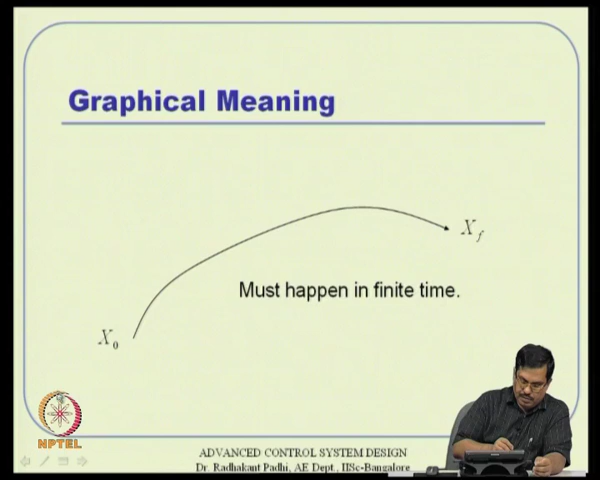 Graphical Meaning
X_f
Must happen in finite time.
X_0
NPTEL
ADVANCED CONTROL SYSTEM DESIGN
Dr. Radhakant Padhi, AE Dept., IISc-Bangalore